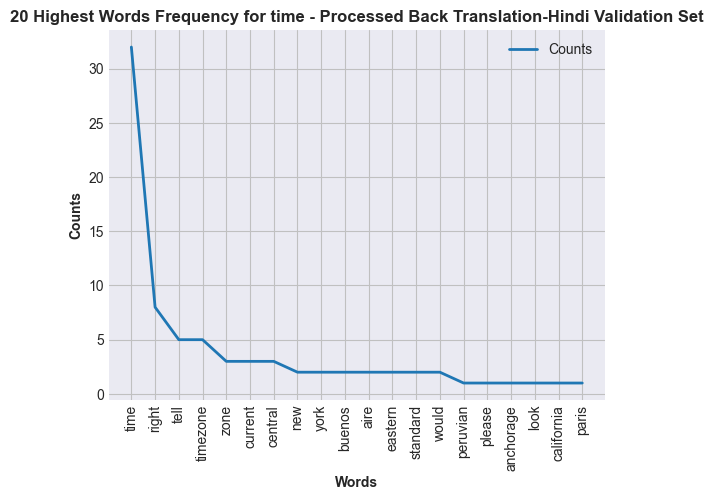 20 Highest Words Frequency for time - Processed Back Translation-Hindi Validation Set
Counts
Counts
30
25
20
15
10
5
0
time
right
tell
timezone
zone
current
central
new
york
buenos
aire
eastern
standard
would
peruvian
please
anchorage
look
california
paris
Words